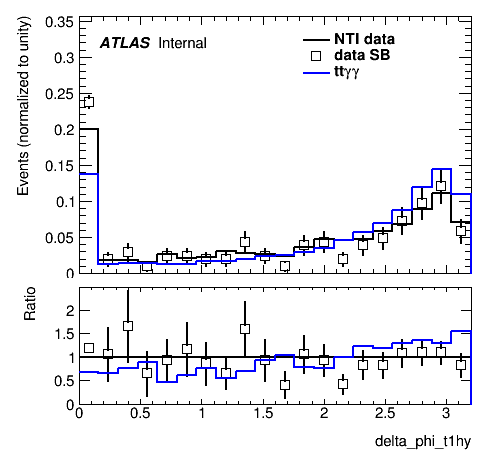 0.35
0.3
0.25
0.2
0.15
0.1
0.05
0
Events (normalized to unity)
ATLAS Internal
NTI data
data SB
ttγγ
2
1.5
1
0.5
0
Ratio
0 0.5 1 1.5 2 2.5 3
delta_phi_t1hy